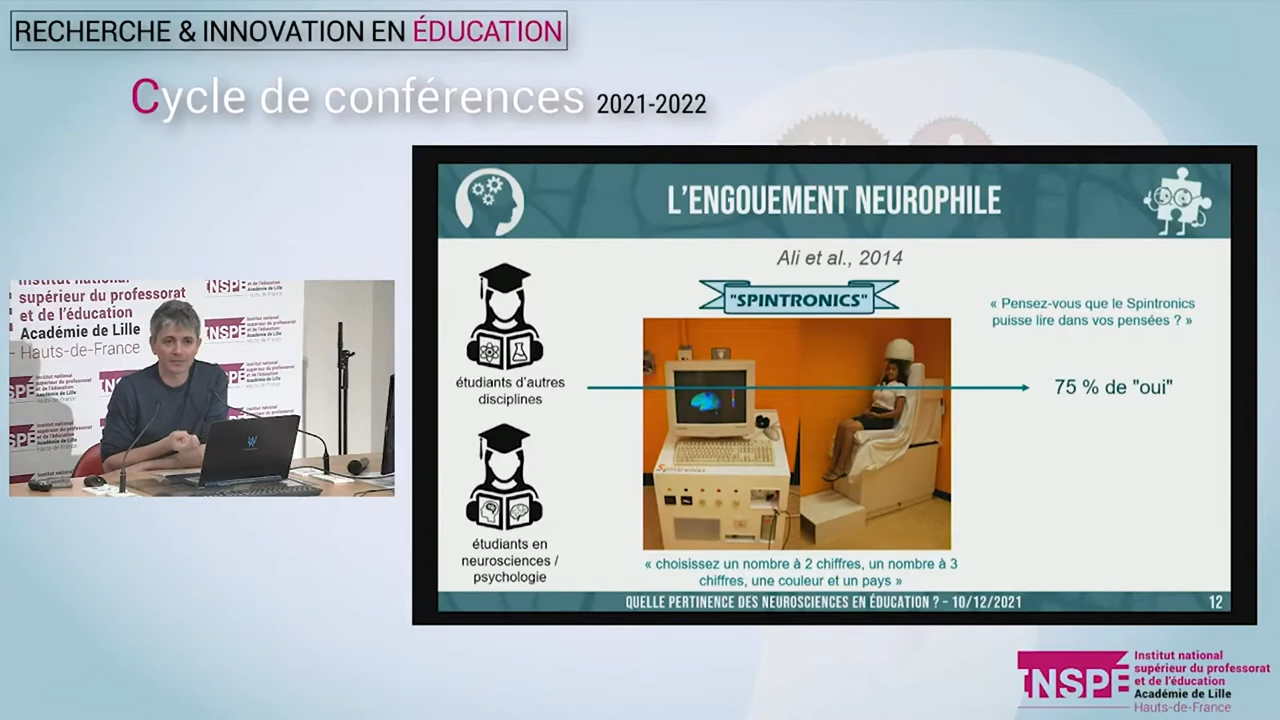 RECHERCHE & INNOVATION EN ÉDUCATION
Cycle de conférences 2021-2022
L'ENGOUEMENT NEUROPHILE
Ali et al., 2014
"SPINTRONICS"
« Pensez-vous que le Spintronics
puisse lire dans vos pensées ? »
étudiants d'autres
disciplines
75 % de "oui"
Spintronics
étudiants en
neurosciences /
psychologie
« choisissez un nombre à 2 chiffres, un nombre à 3
chiffres, une couleur et un pays »
QUELLE PERTINENCE DES NEUROSCIENCES EN ÉDUCATION ? – 10/12/2021
12
Institut national
supérieur du professorat
et de l'éducation
Académie de Lille
Hauts-de-France
INSPÉ
Institut national
supérieur du professorat
et de l'éducation
Académie de Lille
Hauts-de-France